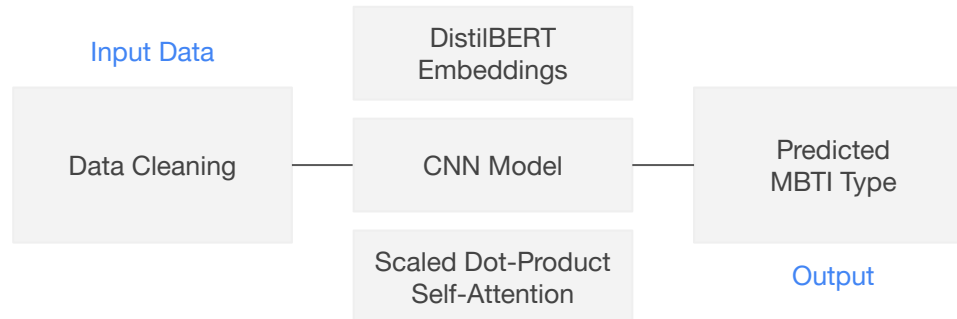 Input Data
Data Cleaning
DistilBERT
Embeddings
CNN Model
Scaled Dot-Product
Self-Attention
Predicted
MBTI Type
Output